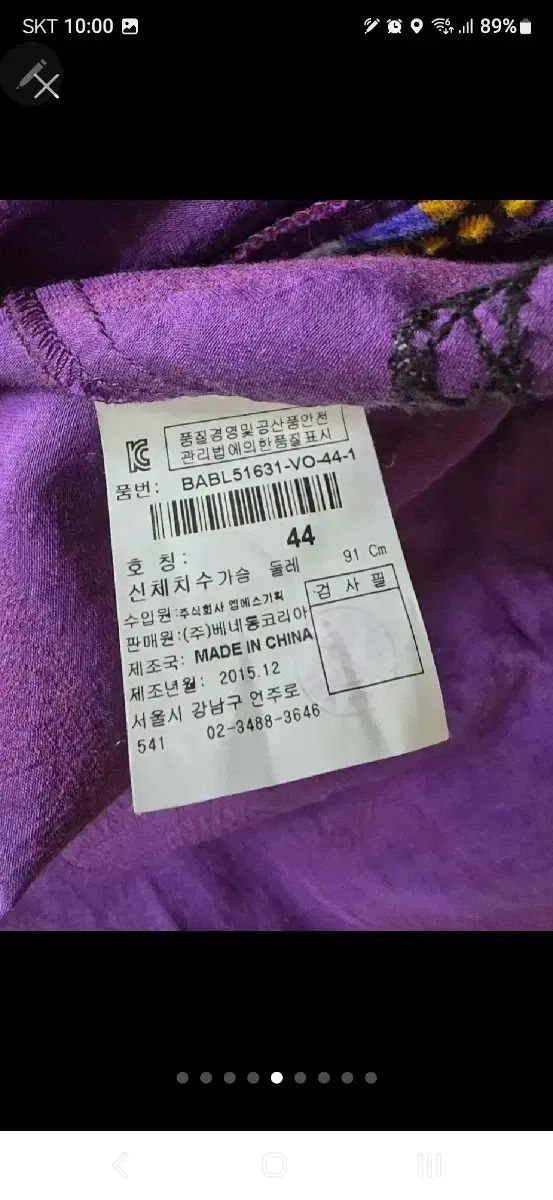 SKT 10:00
89%
품질경영및공산품안전
관리법에의한품질표시
품번: BABL51631-VO-44-1
호 칭: 44
신체치수 가슴 둘레 91 Cm
수입원:주식회사 엠에스기획
판매원:(주)베네통코리아
검 사 필
제조국: MADE IN CHINA
제조년월: 2015.12
서울시 강남구 언주로
541 02-3488-3646